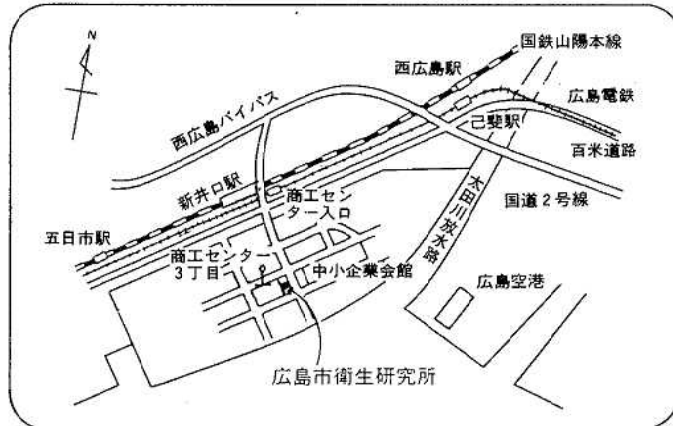 N
国鉄山陽本線
西広島駅
広島電鉄
西広島バイパス
己斐駅
百米道路
新井口駅
商工セン
ター入口
太田川放水路
国道2号線
五日市駅
商工センター
3丁目
中小企業会館
広島空港
広島市衛生研究所